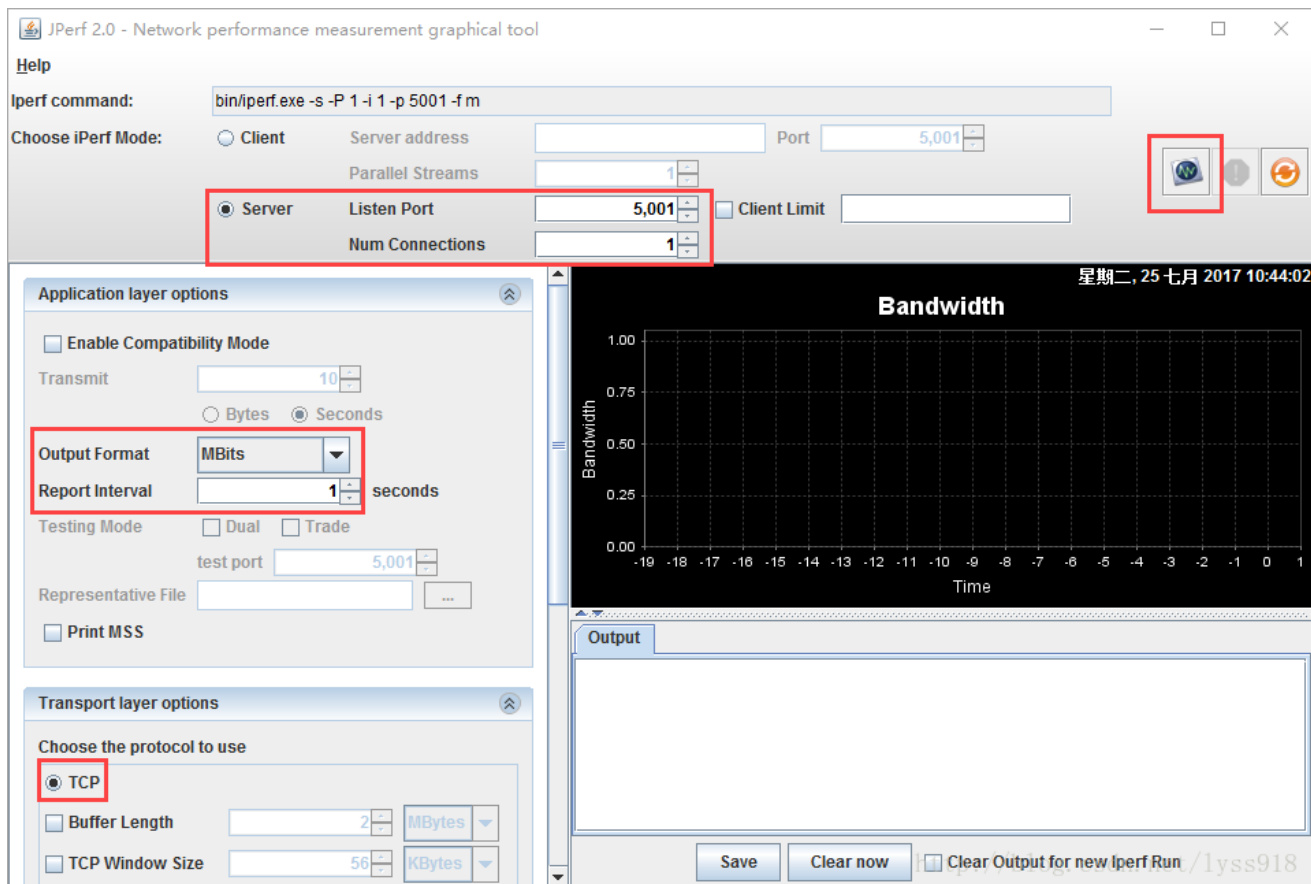 JPerf 2.0 - Network performance measurement graphical tool
Help
Iperf command: bin/iperf.exe -s -P 1 -i 1 -p 5001 -f m
Choose iPerf Mode: Client Server address Port 5,001
Parallel Streams 1
Server Listen Port 5,001 Client Limit
Num Connections 1
Application layer options
Enable Compatibility Mode
Transmit 10
Bytes Seconds
Output Format MBits
Report Interval 1 seconds
Testing Mode Dual Trade
test port 5,001
Representative File ...
Print MSS
Transport layer options
Choose the protocol to use
TCP
Buffer Length 2 MBytes
TCP Window Size 56 KBytes
星期二, 25 七月 2017 10:44:02
Bandwidth
1.00
0.75
0.50
0.25
0.00
Bandwidth
-19 -18 -17 -16 -15 -14 -13 -12 -11 -10 -9 -8 -7 -6 -5 -4 -3 -2 -1 0 1
Time
Output
Save Clear now Clear Output for new Iperf Run
http://blog.csdn.net/lyss918